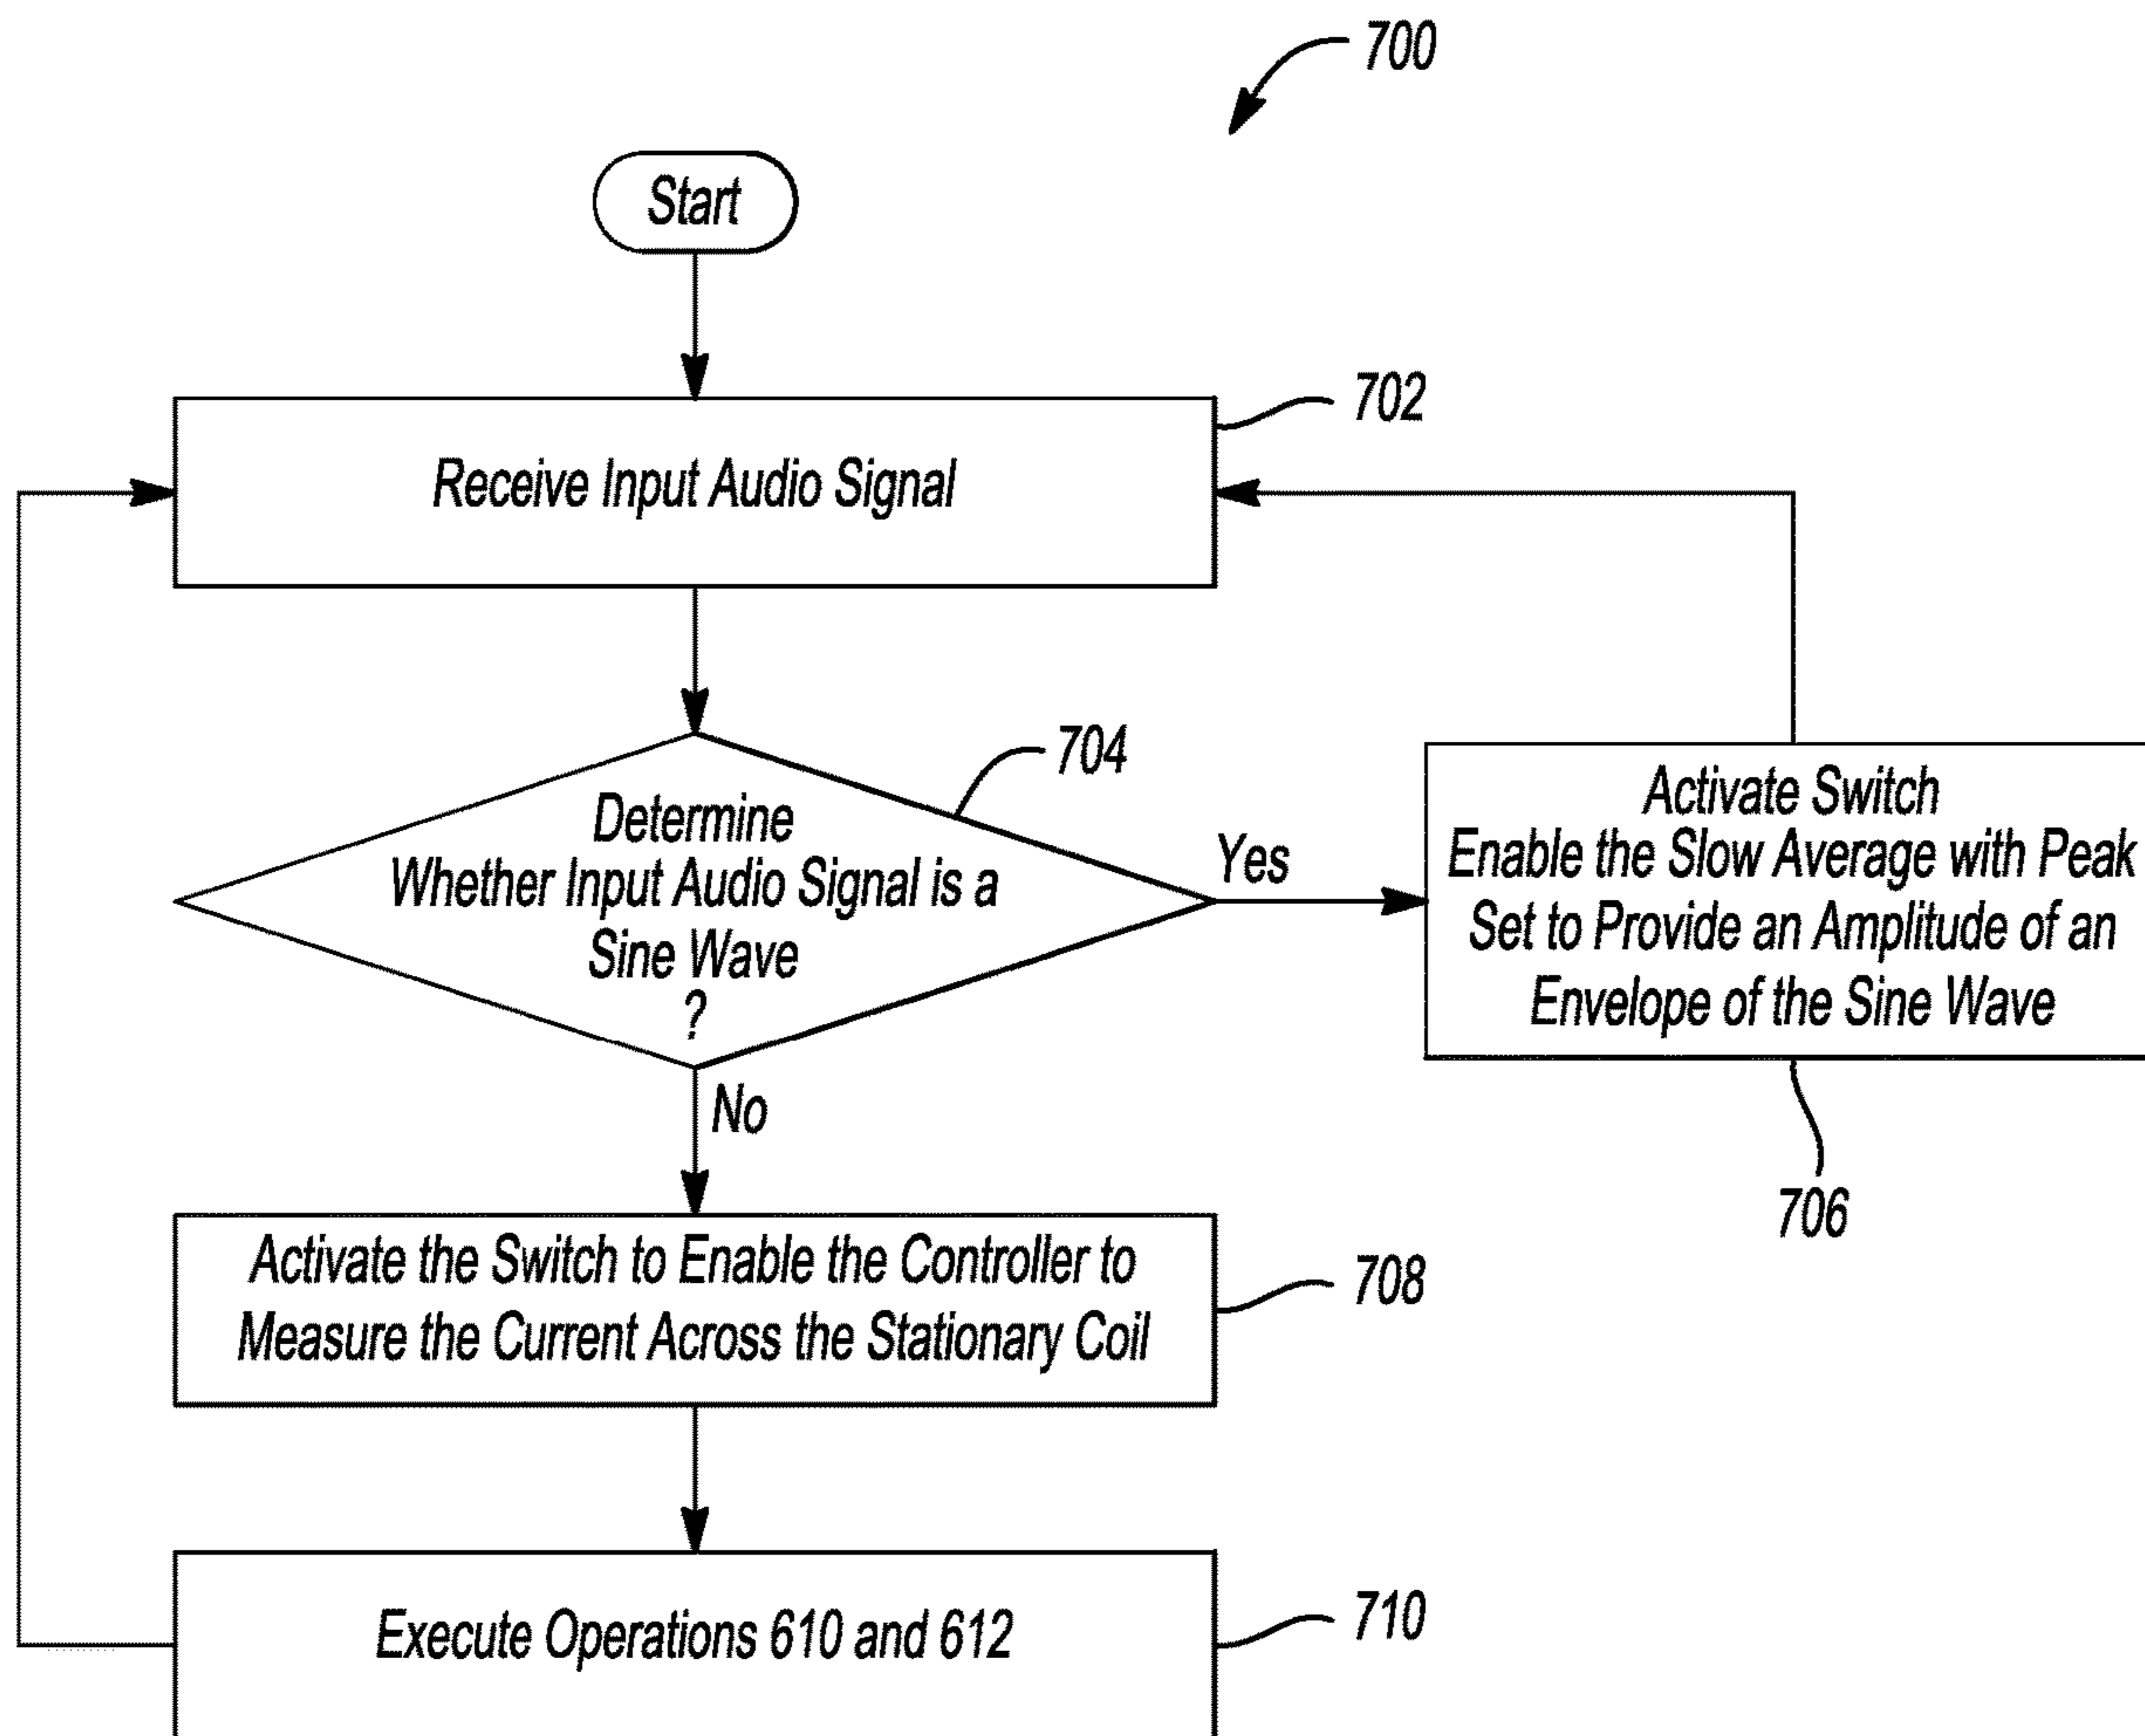 700
Start
702
Receive Input Audio Signal
704
Determine
Whether Input Audio Signal is a
Sine Wave
?
Yes
Activate Switch
Enable the Slow Average with Peak
Set to Provide an Amplitude of an
Envelope of the Sine Wave
706
No
Activate the Switch to Enable the Controller to
Measure the Current Across the Stationary Coil
708
Execute Operations 610 and 612
710